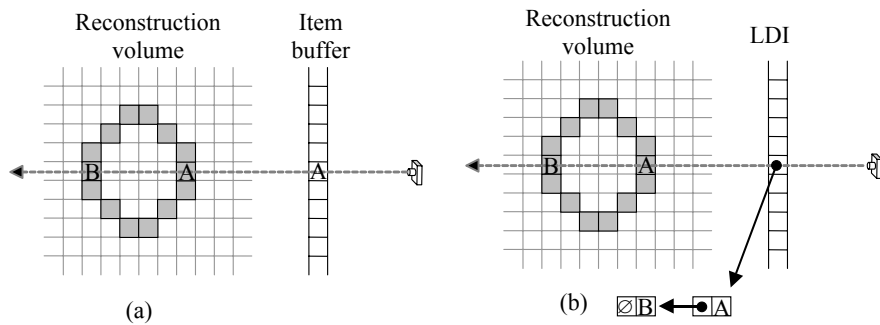 Reconstruction
volume
Item
buffer
B
A
A
(a)
Reconstruction
volume
LDI
B
A
(b)
∅ B
A